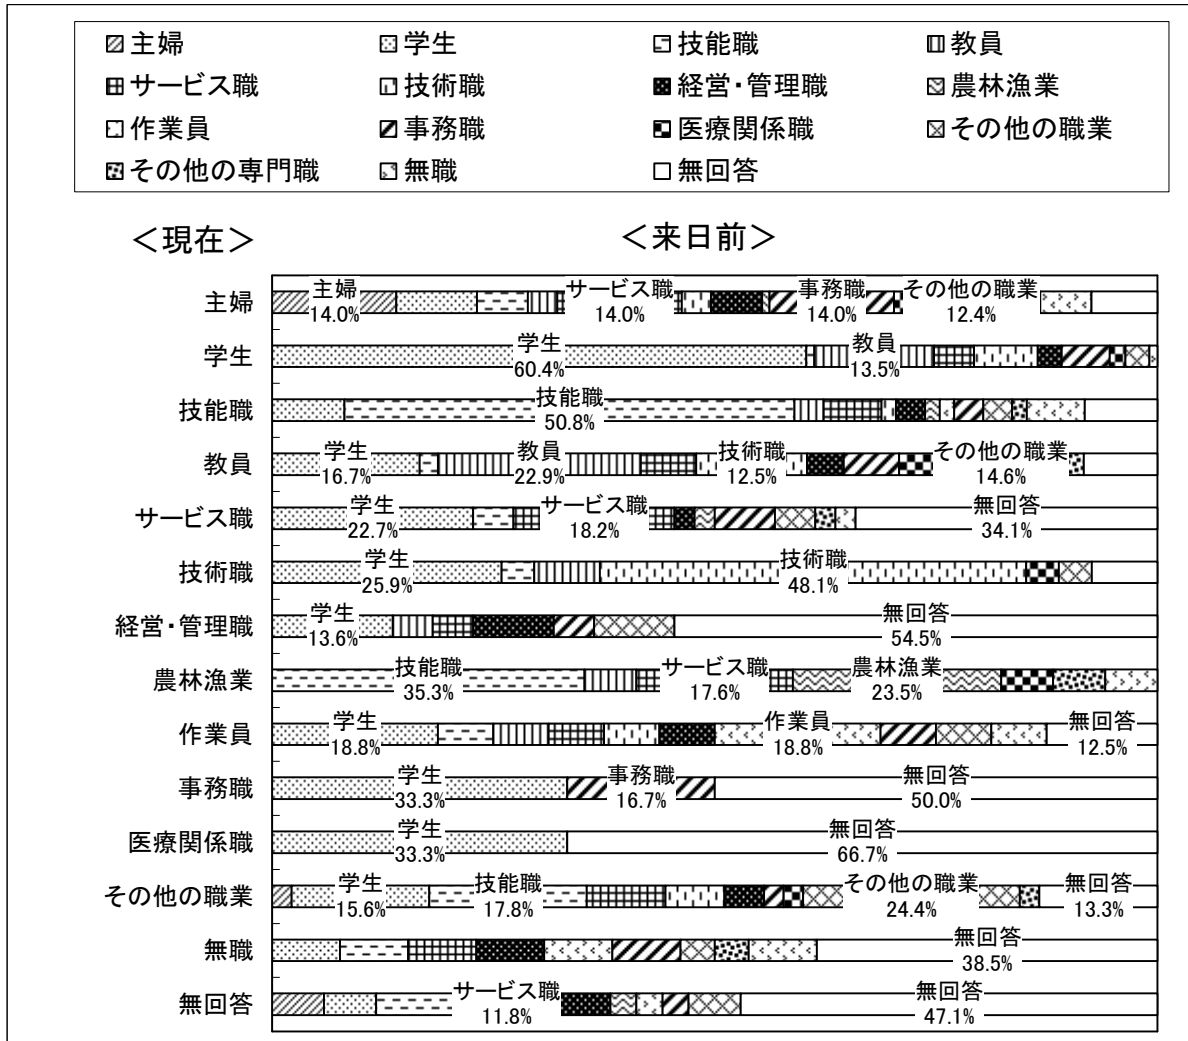 主婦 学生 技能職 教員
サービス職 技術職 経営・管理職 農林漁業
作業員 事務職 医療関係職 その他の職業
その他の専門職 無職 無回答
＜現在＞ ＜来日前＞
主婦 主婦 サービス職 事務職 その他の職業
14.0% 14.0% 14.0% 12.4%
学生 学生 教員
60.4% 13.5%
技能職 技能職
50.8%
教員 学生 教員 技術職 その他の職業
16.7% 22.9% 12.5% 14.6%
サービス職 学生 サービス職 無回答
22.7% 18.2% 34.1%
技術職 学生 技術職
25.9% 48.1%
経営・管理職 学生 無回答
13.6% 54.5%
農林漁業 技能職 サービス職 農林漁業
35.3% 17.6% 23.5%
作業員 学生 作業員 無回答
18.8% 18.8% 12.5%
事務職 学生 事務職 無回答
33.3% 16.7% 50.0%
医療関係職 学生 無回答
33.3% 66.7%
その他の職業 学生 技能職 その他の職業 無回答
15.6% 17.8% 24.4% 13.3%
無職 無回答
38.5%
無回答 サービス職 無回答
11.8% 47.1%